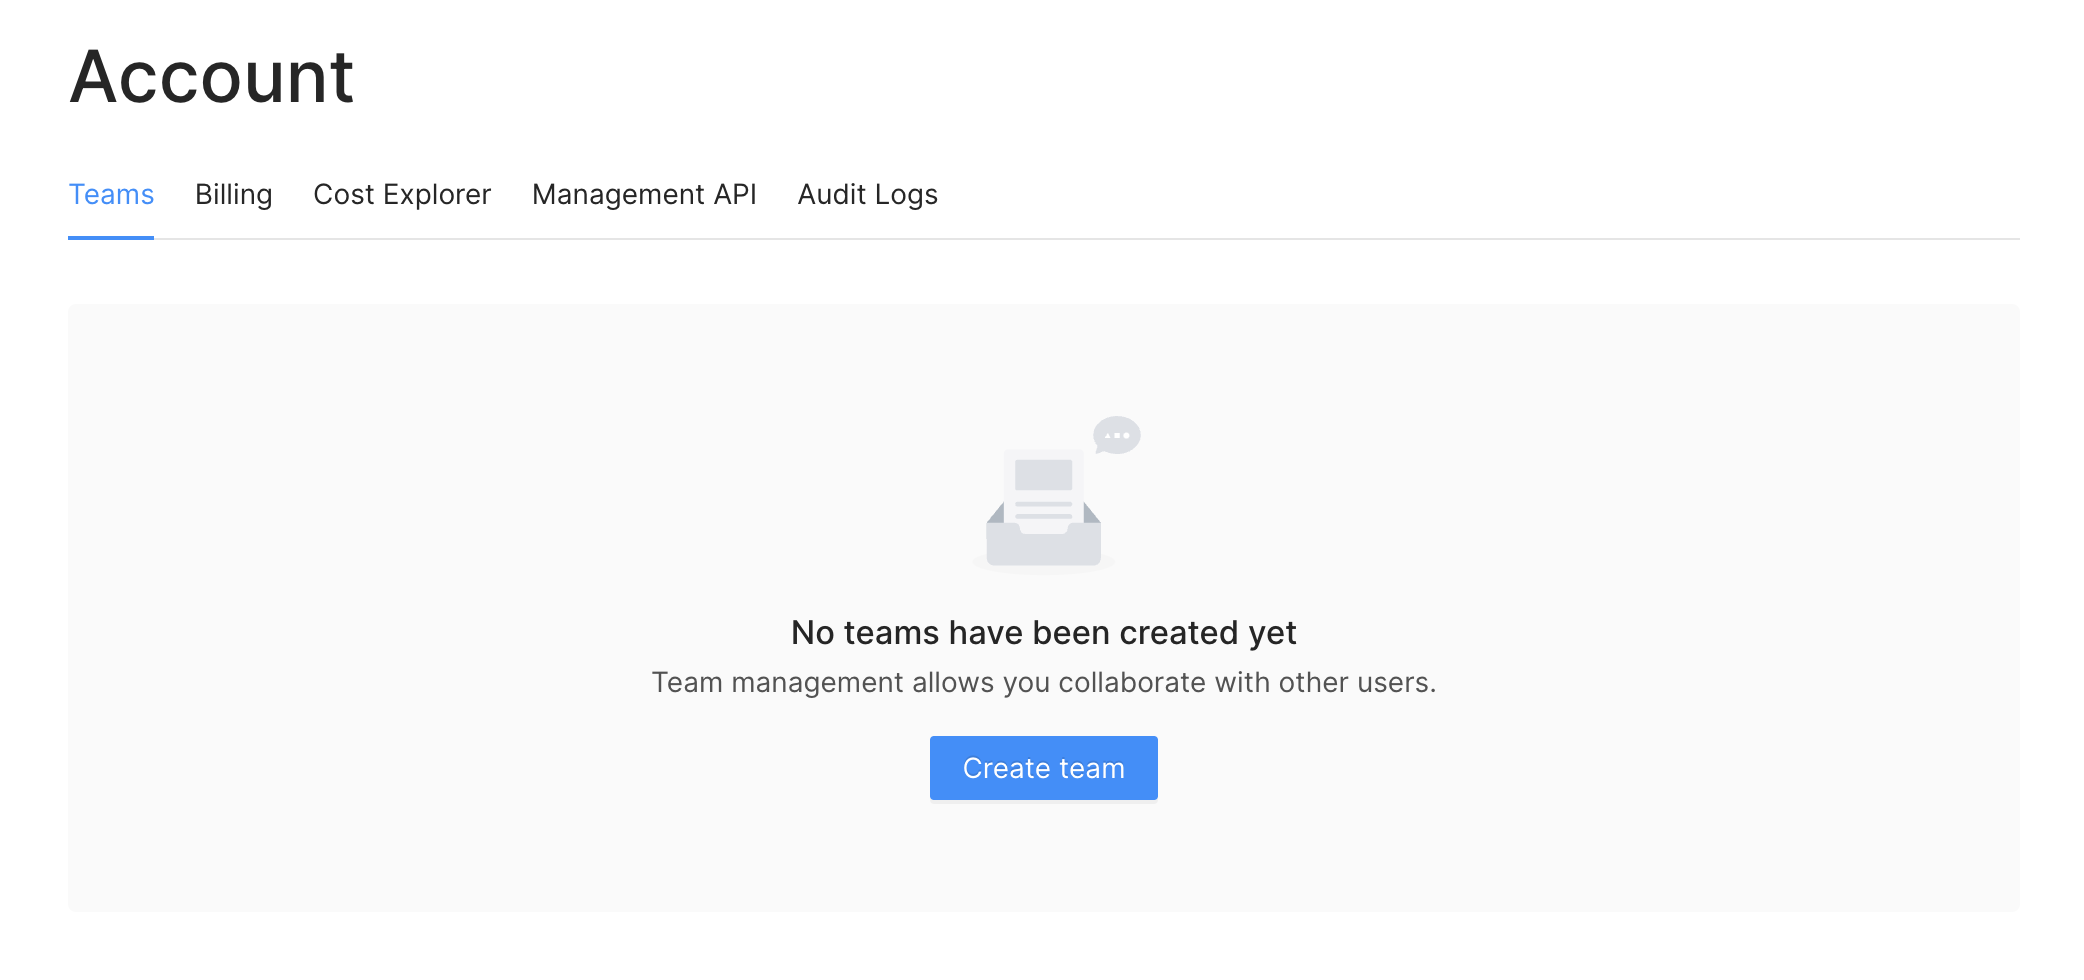 Account
Teams Billing Cost Explorer Management API Audit Logs
No teams have been created yet
Team management allows you collaborate with other users.
Create team